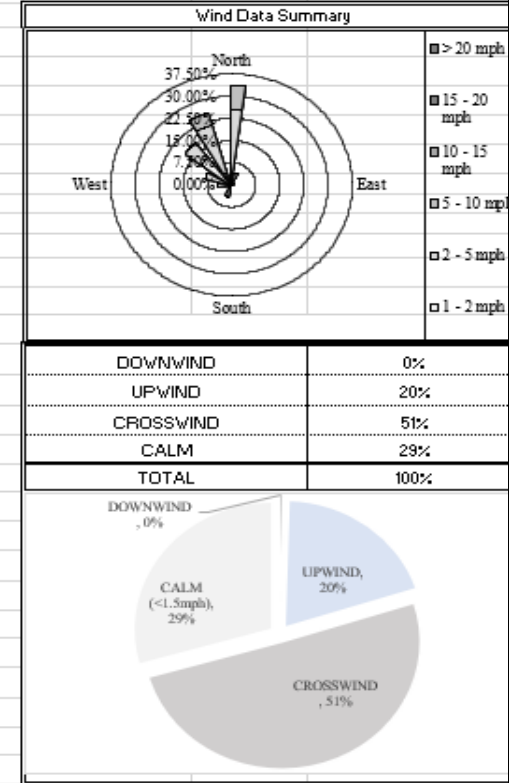 Wind Data Summary
North
37.50%
30.00%
22.50%
15.00%
7.50%
0.00%
West
East
South
> 20 mph
15 - 20
mph
10 - 15
mph
5 - 10 mph
2 - 5 mph
1 - 2 mph
DOWNWIND 0%
UPWIND 20%
CROSSWIND 51%
CALM 29%
TOTAL 100%
DOWNWIND
, 0%
UPWIND,
20%
CALM
(<1.5mph),
29%
CROSSWIND
, 51%